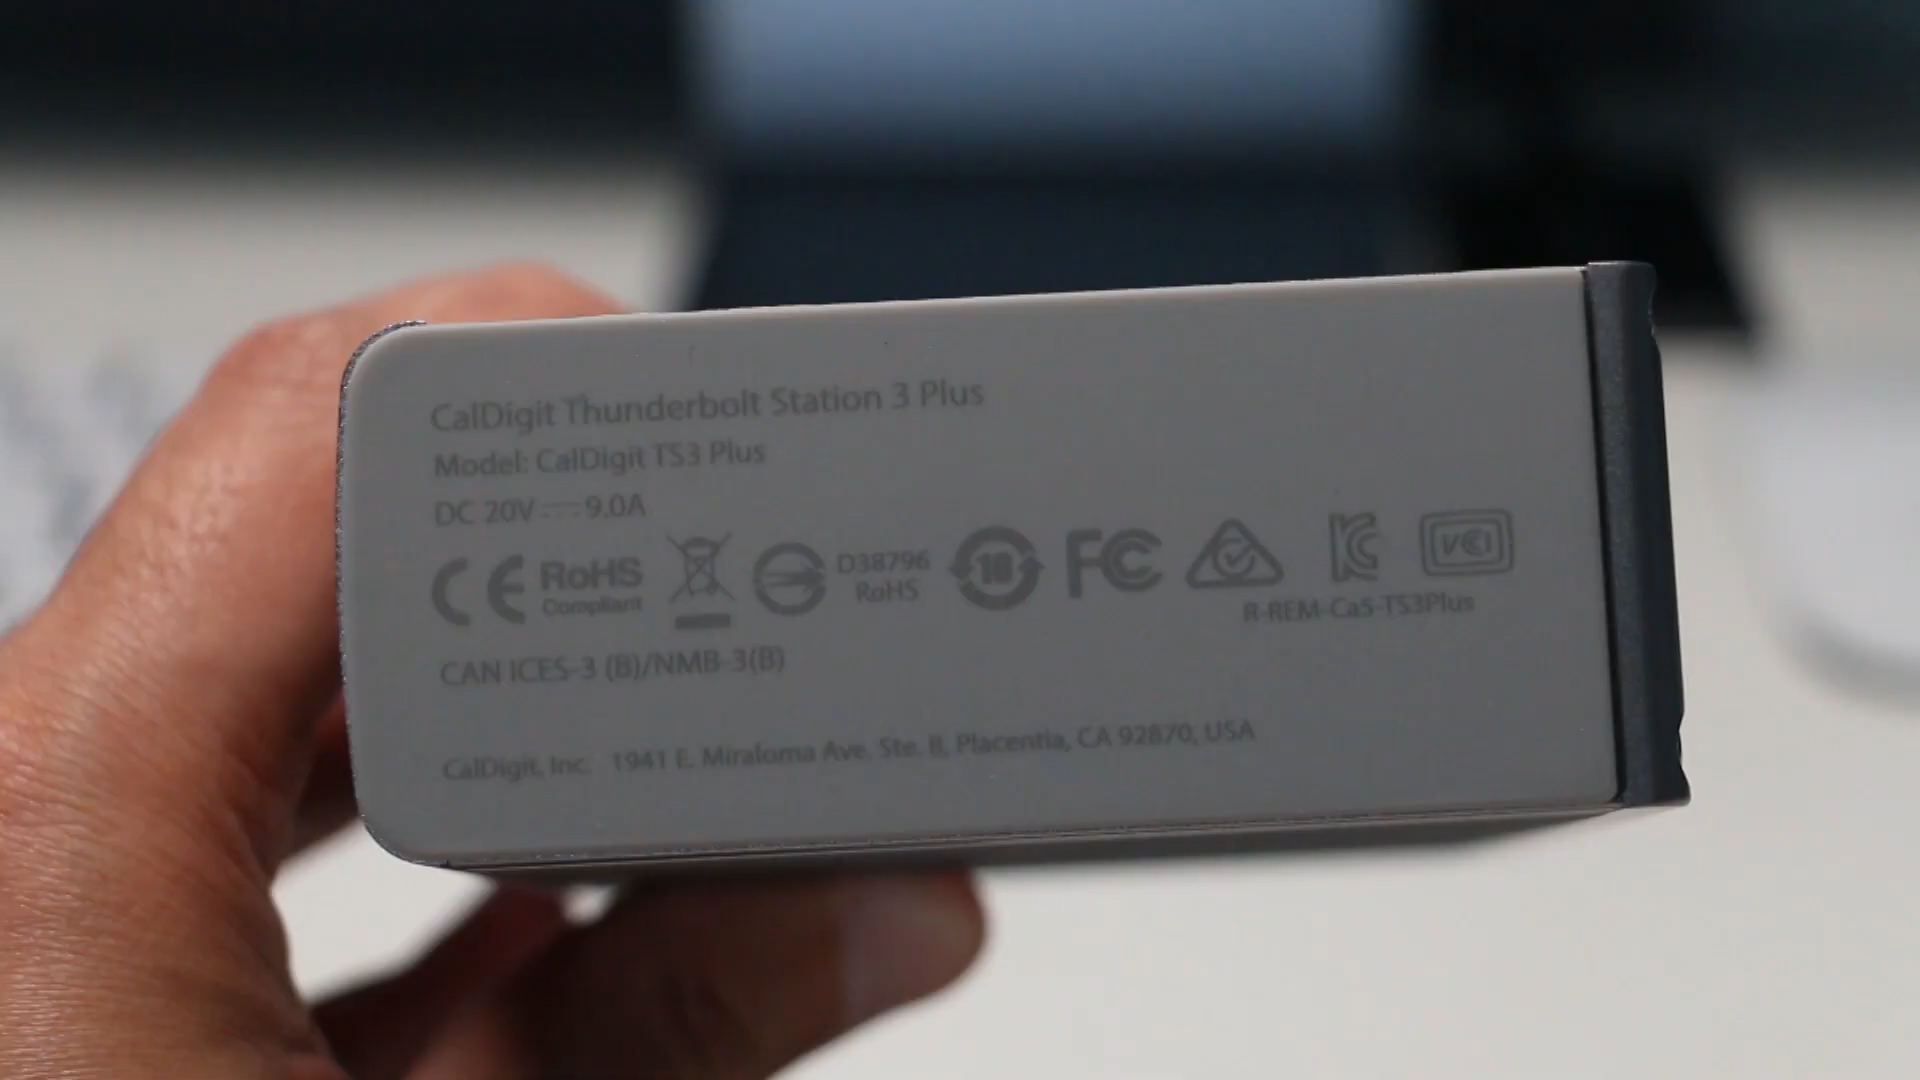 CalDigit Thunderbolt Station 3 Plus
Model: CalDigit TS3 Plus
DC 20V⎓9.0A
CE RoHS Compliant D38796 RoHS 10 FC VCI
R-REM-CaS-TS3Plus
CAN ICES-3 (B)/NMB-3(B)
CalDigit, Inc. 1941 E. Miraloma Ave. Ste. B, Placentia, CA 92870, USA